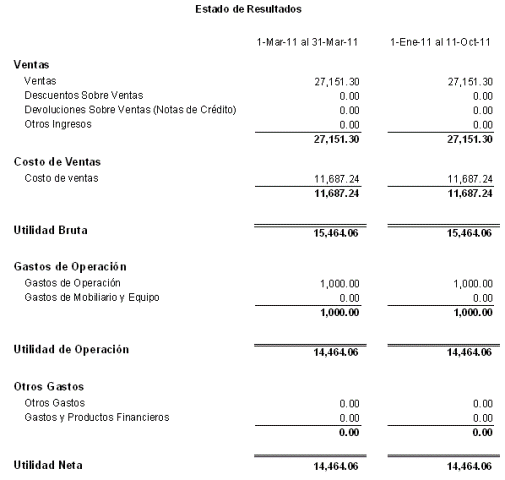 Estado de Resultados
1-Mar-11 al 31-Mar-11 1-Ene-11 al 11-Oct-11
Ventas
Ventas 27,151.30 27,151.30
Descuentos Sobre Ventas 0.00 0.00
Devoluciones Sobre Ventas (Notas de Crédito) 0.00 0.00
Otros Ingresos 0.00 0.00
27,151.30 27,151.30
Costo de Ventas
Costo de ventas 11,687.24 11,687.24
11,687.24 11,687.24
Utilidad Bruta 15,464.06 15,464.06
Gastos de Operación
Gastos de Operación 1,000.00 1,000.00
Gastos de Mobiliario y Equipo 0.00 0.00
1,000.00 1,000.00
Utilidad de Operación 14,464.06 14,464.06
Otros Gastos
Otros Gastos 0.00 0.00
Gastos y Productos Financieros 0.00 0.00
0.00 0.00
Utilidad Neta 14,464.06 14,464.06